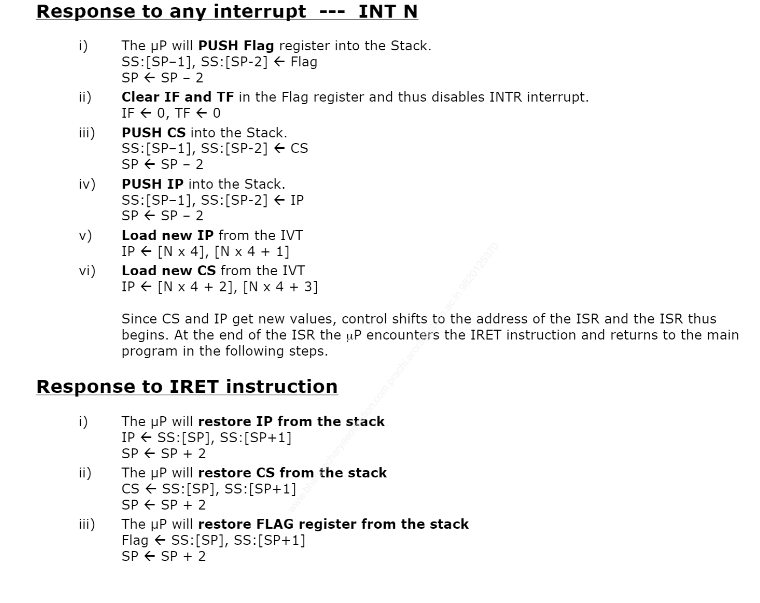 Response to any interrupt --- INT N
i) The µP will PUSH Flag register into the Stack.
SS:[SP–1], SS:[SP-2] ← Flag
SP ← SP – 2
ii) Clear IF and TF in the Flag register and thus disables INTR interrupt.
IF ← 0, TF ← 0
iii) PUSH CS into the Stack.
SS:[SP–1], SS:[SP-2] ← CS
SP ← SP – 2
iv) PUSH IP into the Stack.
SS:[SP–1], SS:[SP-2] ← IP
SP ← SP – 2
v) Load new IP from the IVT
IP ← [N x 4], [N x 4 + 1]
vi) Load new CS from the IVT
IP ← [N x 4 + 2], [N x 4 + 3]
Since CS and IP get new values, control shifts to the address of the ISR and the ISR thus
begins. At the end of the ISR the µP encounters the IRET instruction and returns to the main
program in the following steps.
Response to IRET instruction
i) The µP will restore IP from the stack
IP ← SS:[SP], SS:[SP+1]
SP ← SP + 2
ii) The µP will restore CS from the stack
CS ← SS:[SP], SS:[SP+1]
SP ← SP + 2
iii) The µP will restore FLAG register from the stack
Flag ← SS:[SP], SS:[SP+1]
SP ← SP + 2